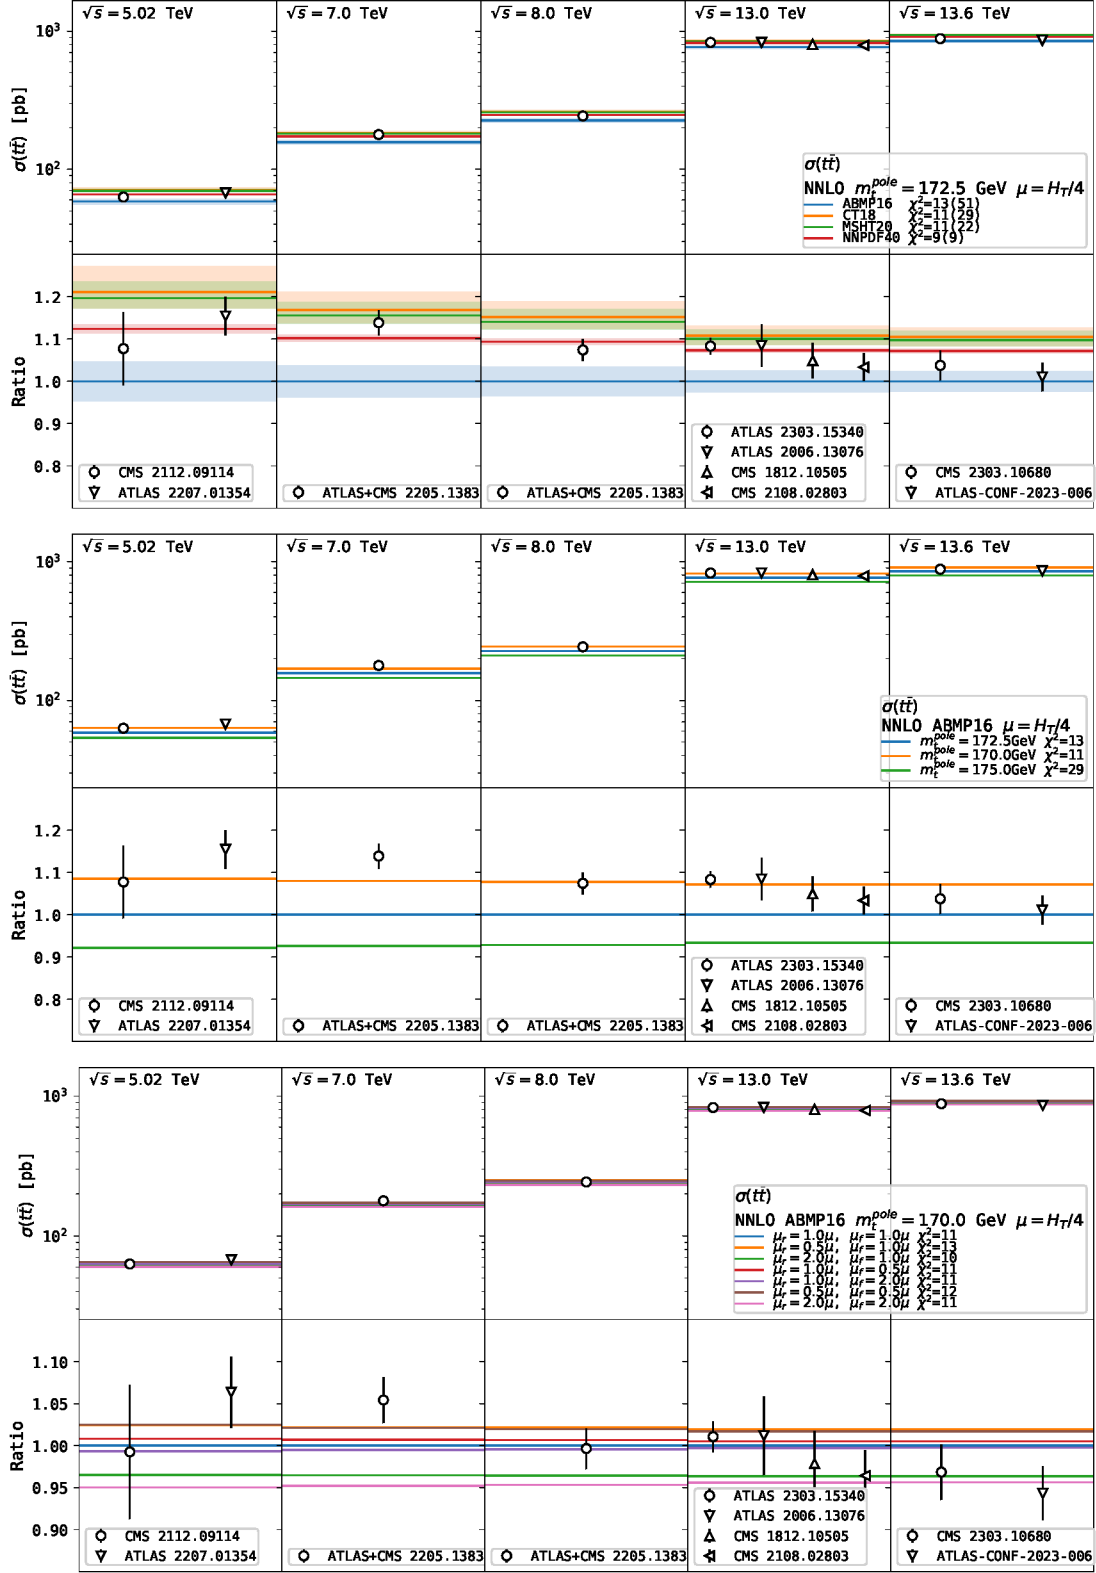 √s = 5.02 TeV
√s = 7.0 TeV
√s = 8.0 TeV
√s = 13.0 TeV
√s = 13.6 TeV
10³
10²
σ(tt̄) [pb]
σ(tt̄)
NNLO m_t^pole = 172.5 GeV μ = H_T/4
ABMP16 χ²=13(51)
CT18 χ²=11(29)
MSHT20 χ²=11(22)
NNPDF40 χ²=9(9)
1.2
1.1
1.0
0.9
0.8
Ratio
CMS 2112.09114
ATLAS 2207.01354
ATLAS+CMS 2205.1383
ATLAS+CMS 2205.1383
ATLAS 2303.15340
ATLAS 2006.13076
CMS 1812.10505
CMS 2108.02803
CMS 2303.10680
ATLAS-CONF-2023-006
√s = 5.02 TeV
√s = 7.0 TeV
√s = 8.0 TeV
√s = 13.0 TeV
√s = 13.6 TeV
10³
10²
σ(tt̄) [pb]
σ(tt̄)
NNLO ABMP16 μ = H_T/4
m_t^pole = 172.5GeV χ²=13
m_t^pole = 170.0GeV χ²=11
m_t^pole = 175.0GeV χ²=29
1.2
1.1
1.0
0.9
0.8
Ratio
CMS 2112.09114
ATLAS 2207.01354
ATLAS+CMS 2205.1383
ATLAS+CMS 2205.1383
ATLAS 2303.15340
ATLAS 2006.13076
CMS 1812.10505
CMS 2108.02803
CMS 2303.10680
ATLAS-CONF-2023-006
√s = 5.02 TeV
√s = 7.0 TeV
√s = 8.0 TeV
√s = 13.0 TeV
√s = 13.6 TeV
10³
10²
σ(tt̄) [pb]
σ(tt̄)
NNLO ABMP16 m_t^pole = 170.0 GeV μ = H_T/4
μ_r = 1.0μ, μ_f = 1.0μ χ²=11
μ_r = 0.5μ, μ_f = 1.0μ χ²=13
μ_r = 2.0μ, μ_f = 1.0μ χ²=10
μ_r = 1.0μ, μ_f = 0.5μ χ²=11
μ_r = 1.0μ, μ_f = 2.0μ χ²=11
μ_r = 0.5μ, μ_f = 0.5μ χ²=12
μ_r = 2.0μ, μ_f = 2.0μ χ²=11
1.10
1.05
1.00
0.95
0.90
Ratio
CMS 2112.09114
ATLAS 2207.01354
ATLAS+CMS 2205.1383
ATLAS+CMS 2205.1383
ATLAS 2303.15340
ATLAS 2006.13076
CMS 1812.10505
CMS 2108.02803
CMS 2303.10680
ATLAS-CONF-2023-006